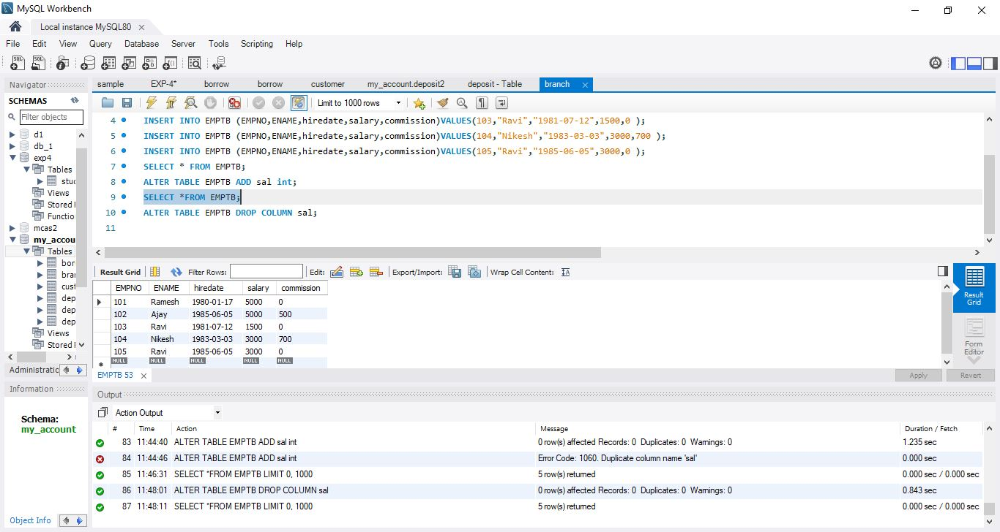 MySQL Workbench
Local instance MySQL80
File Edit View Query Database Server Tools Scripting Help
Navigator
SCHEMAS
Filter objects
d1
db_1
exp4
Tables
stuc
Views
Stored F
Functio
mcas2
my_accou
Tables
bor
bran
cust
dep
dep
dep
Views
Stored F
Administratic
Information
Schema:
my_account
Object Info
sample EXP-4* borrow borrow customer my_account.deposit2 deposit - Table branch
Limit to 1000 rows
4 INSERT INTO EMPTB (EMPNO,ENAME,hiredate,salary,commission)VALUES(103,"Ravi","1981-07-12",1500,0 );
5 INSERT INTO EMPTB (EMPNO,ENAME,hiredate,salary,commission)VALUES(104,"Nikesh","1983-03-03",3000,700 );
6 INSERT INTO EMPTB (EMPNO,ENAME,hiredate,salary,commission)VALUES(105,"Ravi","1985-06-05",3000,0 );
7 SELECT * FROM EMPTB;
8 ALTER TABLE EMPTB ADD sal int;
9 SELECT *FROM EMPTB;
10 ALTER TABLE EMPTB DROP COLUMN sal;
11
Result Grid Filter Rows: Edit: Export/Import: Wrap Cell Content:
EMPNO ENAME hiredate salary commission
101 Ramesh 1980-01-17 5000 0
102 Ajay 1985-06-05 5000 500
103 Ravi 1981-07-12 1500 0
104 Nikesh 1983-03-03 3000 700
105 Ravi 1985-06-05 3000 0
NULL NULL NULL NULL NULL
Result
Grid
Form
Editor
EMPTB 53
Apply Revert
Output
Action Output
# Time Action Message Duration / Fetch
83 11:44:40 ALTER TABLE EMPTB ADD sal int 0 row(s) affected Records: 0 Duplicates: 0 Warnings: 0 1.235 sec
84 11:44:46 ALTER TABLE EMPTB ADD sal int Error Code: 1060. Duplicate column name 'sal' 0.000 sec
85 11:46:31 SELECT *FROM EMPTB LIMIT 0, 1000 5 row(s) returned 0.000 sec / 0.000 sec
86 11:48:01 ALTER TABLE EMPTB DROP COLUMN sal 0 row(s) affected Records: 0 Duplicates: 0 Warnings: 0 0.843 sec
87 11:48:11 SELECT *FROM EMPTB LIMIT 0, 1000 5 row(s) returned 0.000 sec / 0.000 sec